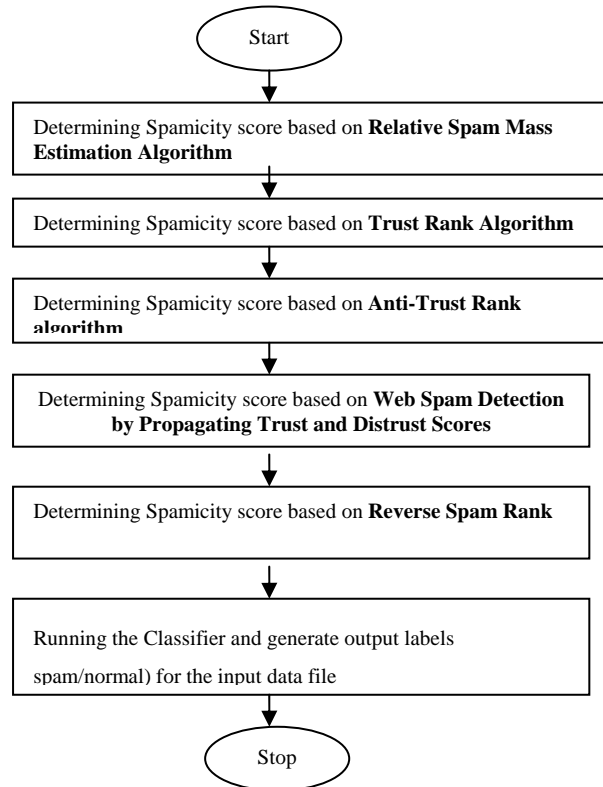 Start
Determining Spamicity score based on Relative Spam Mass
Estimation Algorithm
Determining Spamicity score based on Trust Rank Algorithm
Determining Spamicity score based on Anti-Trust Rank
algorithm
Determining Spamicity score based on Web Spam Detection
by Propagating Trust and Distrust Scores
Determining Spamicity score based on Reverse Spam Rank
Running the Classifier and generate output labels
spam/normal) for the input data file
Stop